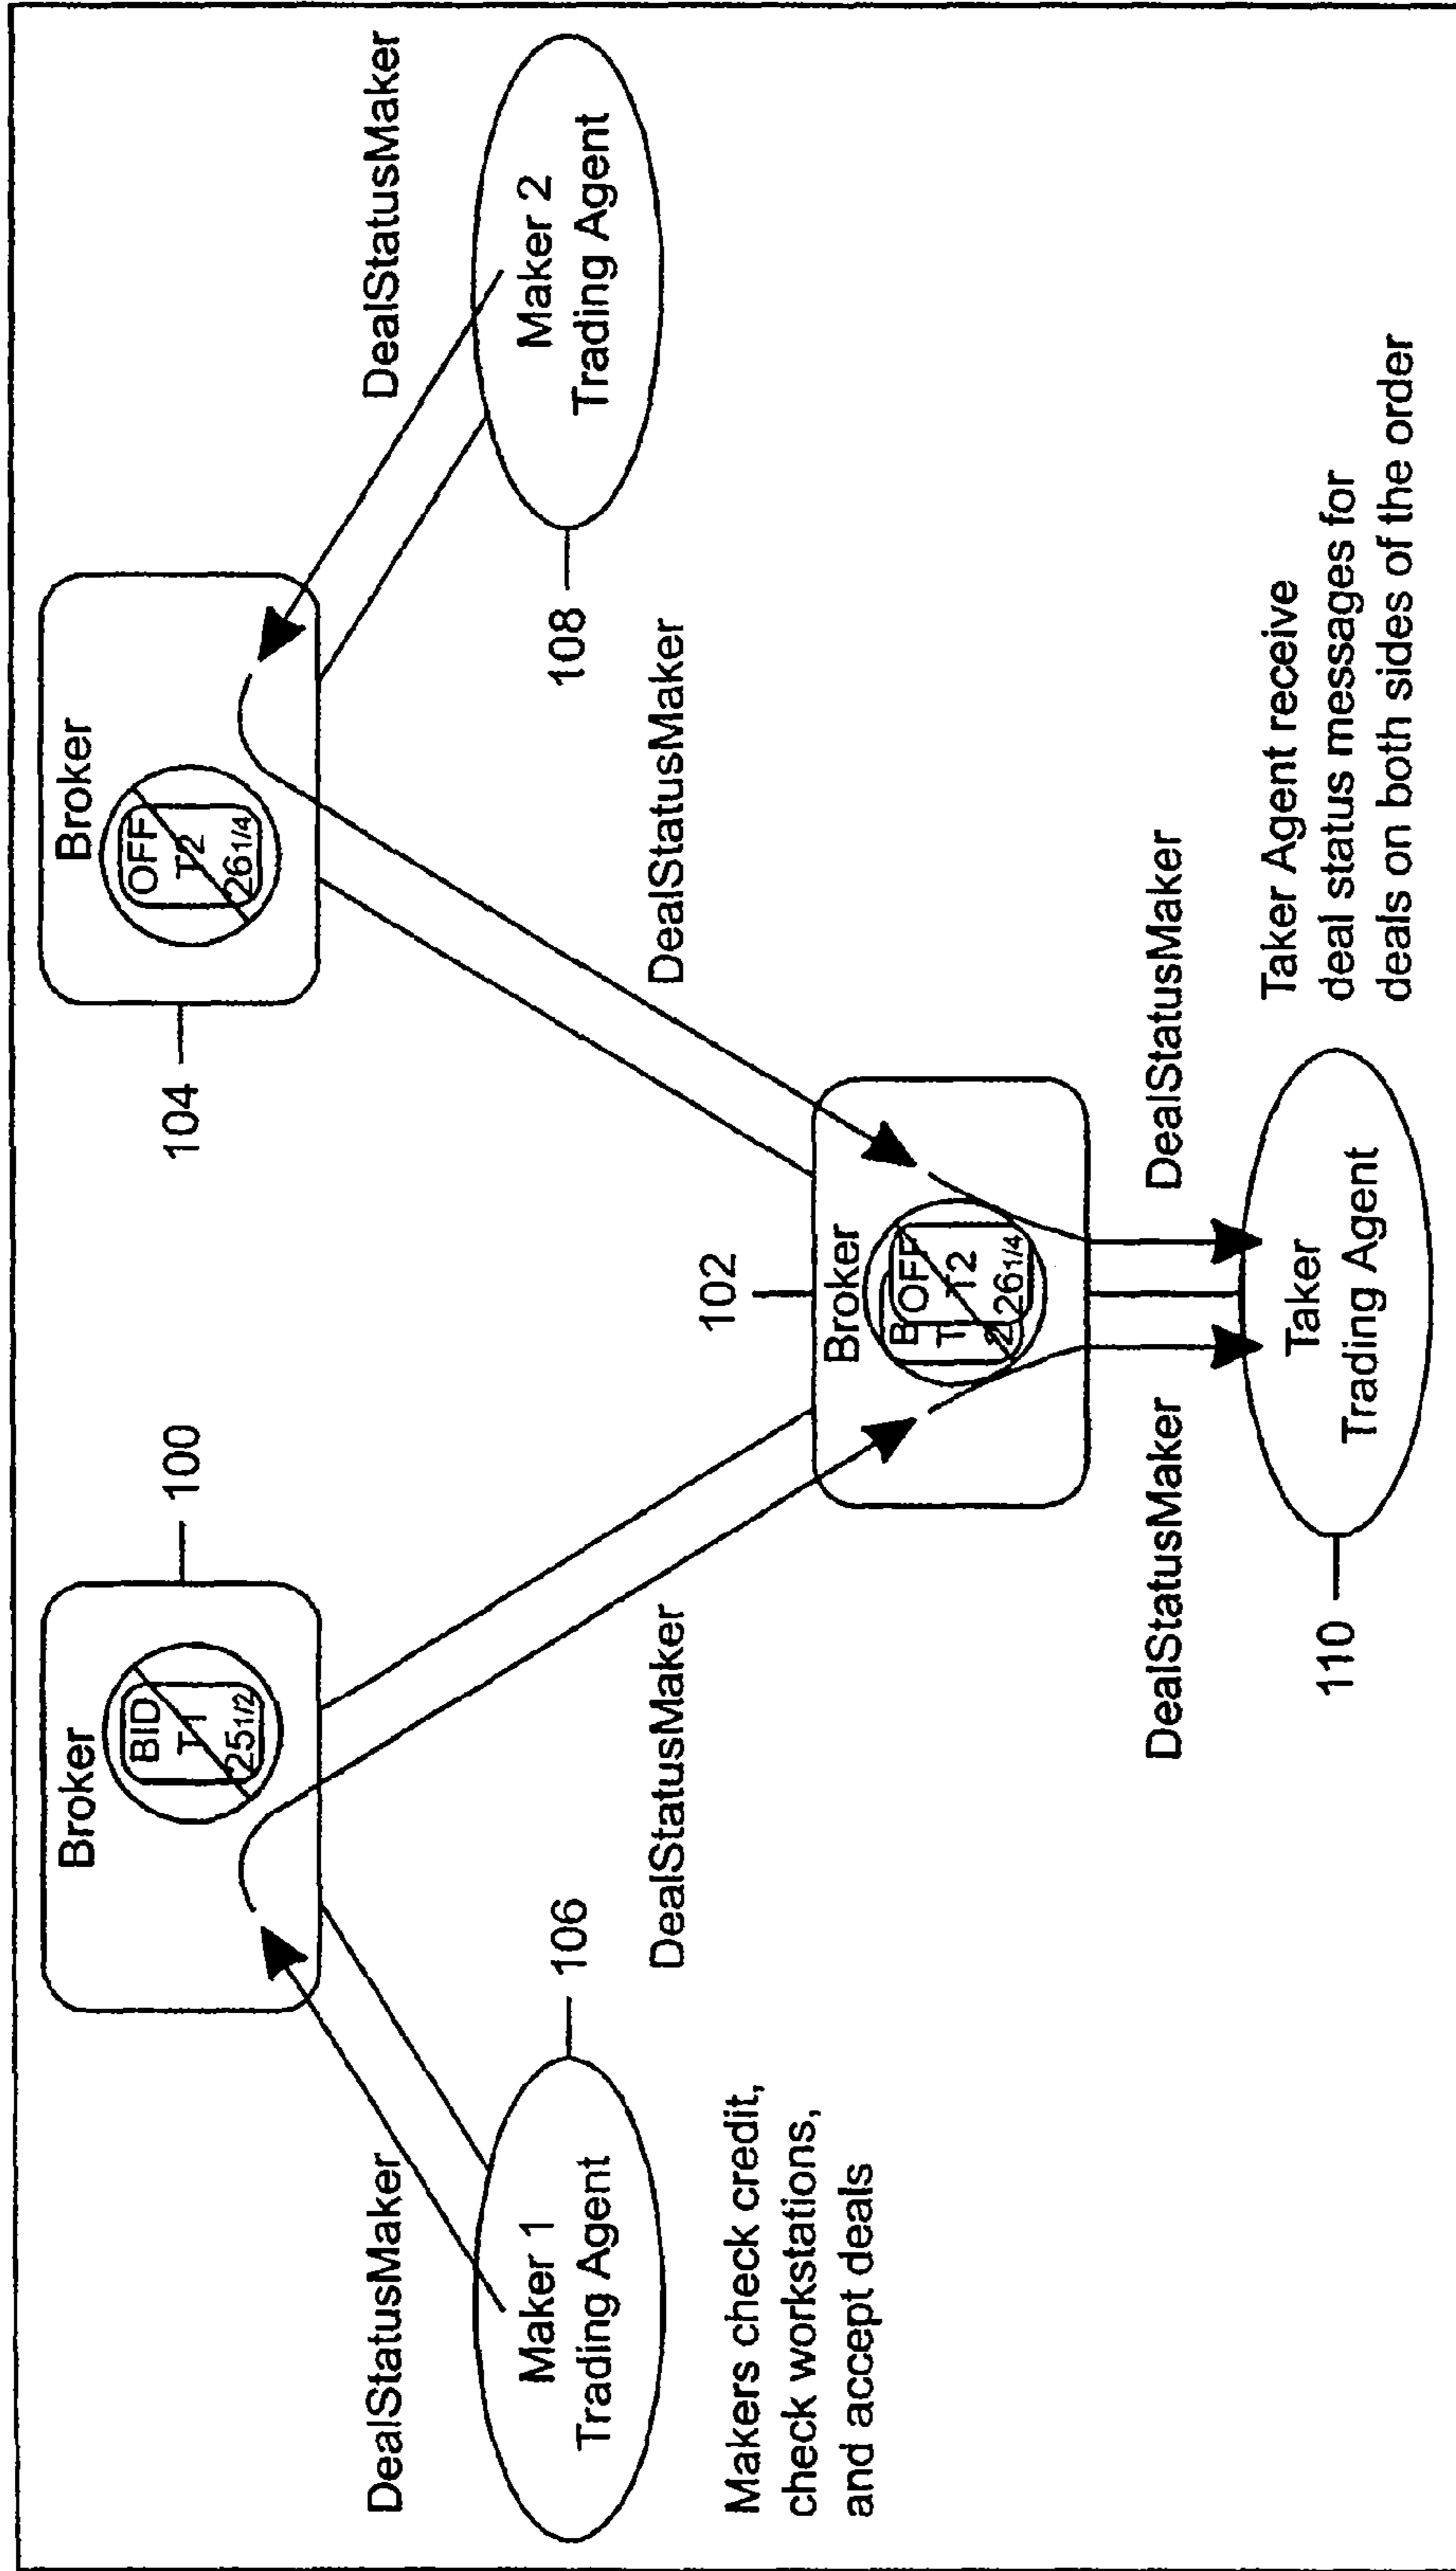 Broker
BID
T1
25 1/2
100
Broker
OFF
T2
26 1/4
104
DealStatusMaker
DealStatusMaker
Maker 1
Trading Agent
106
Maker 2
Trading Agent
108
DealStatusMaker
DealStatusMaker
Makers check credit,
check workstations,
and accept deals
102
Broker
B
OFF
T
T2
26 1/4
DealStatusMaker
DealStatusMaker
Taker
Trading Agent
110
Taker Agent receive
deal status messages for
deals on both sides of the order